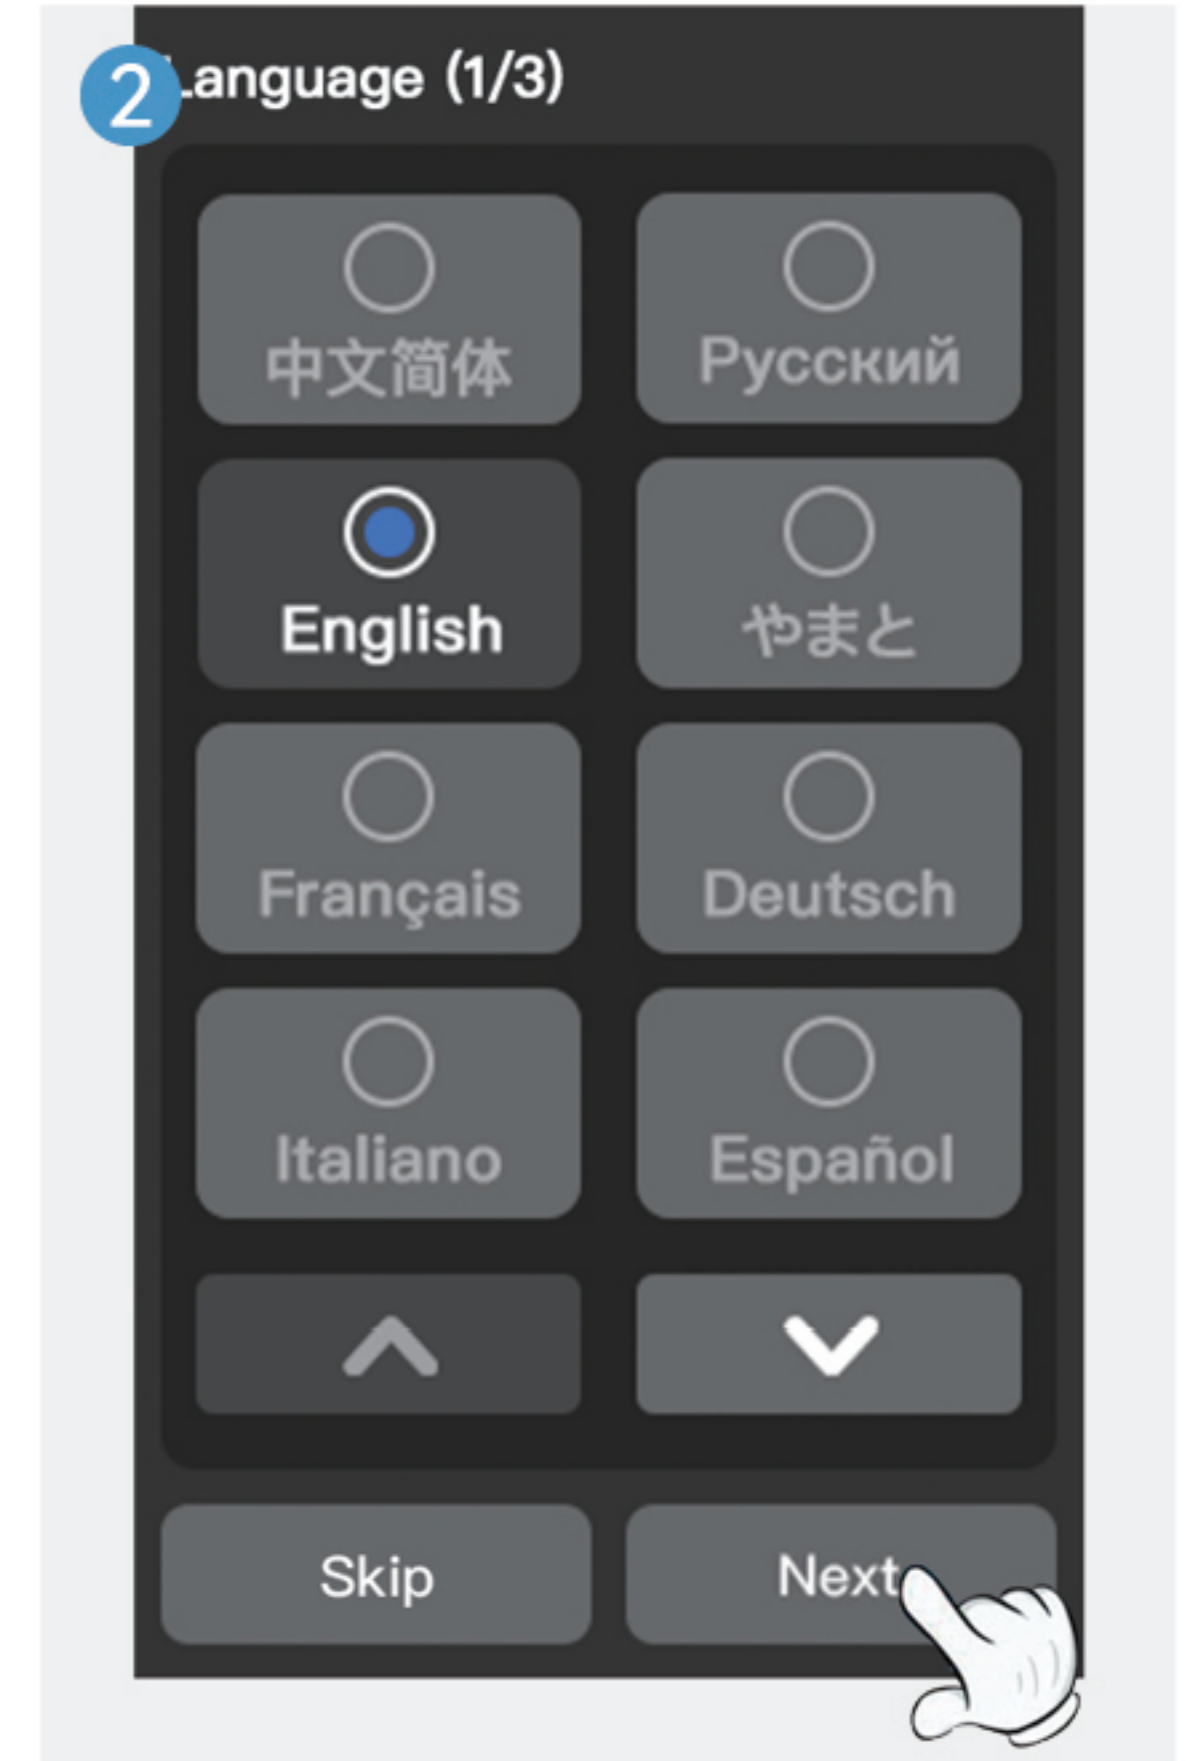 2
Language (1/3)
中文简体
Русский
English
やまと
Français
Deutsch
Italiano
Español
Skip
Next